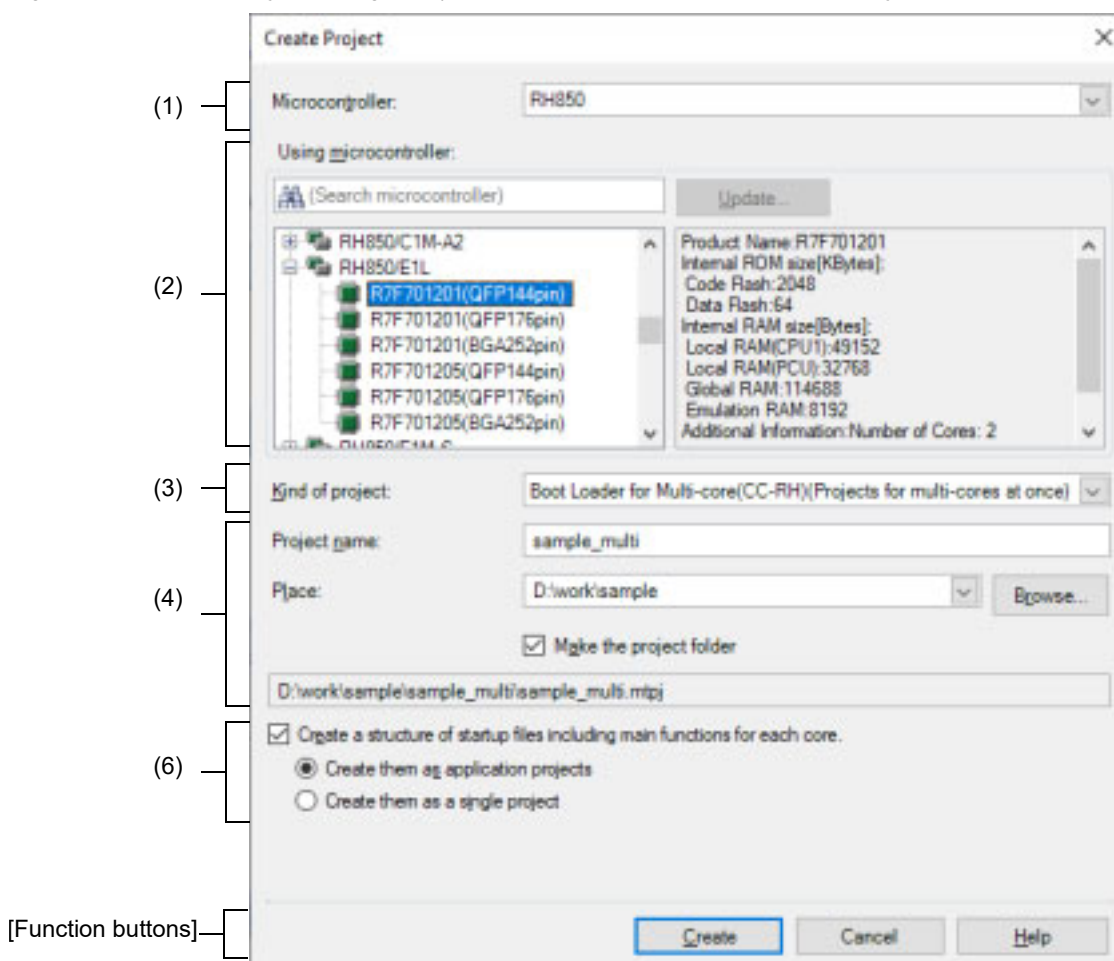 Create Project
(1)
Microcontroller:
RH850
Using microcontroller:
(Search microcontroller)
Update...
(2)
RH850/C1M-A2
RH850/E1L
R7F701201(QFP144pin)
R7F701201(QFP176pin)
R7F701201(BGA252pin)
R7F701205(QFP144pin)
R7F701205(QFP176pin)
R7F701205(BGA252pin)
Product Name:R7F701201
Internal ROM size[KBytes]:
Code Flash:2048
Data Flash:64
Internal RAM size[Bytes]:
Local RAM(CPU1):49152
Local RAM(PCU):32768
Global RAM:114688
Emulation RAM:8192
Additional Information:Number of Cores: 2
(3)
Kind of project:
Boot Loader for Multi-core(CC-RH)(Projects for multi-cores at once)
(4)
Project name:
sample_multi
Place:
D:\work\sample
Browse...
Make the project folder
D:\work\sample\sample_multi\sample_multi.mtpj
(6)
Create a structure of startup files including main functions for each core.
Create them as application projects
Create them as a single project
[Function buttons]
Create
Cancel
Help